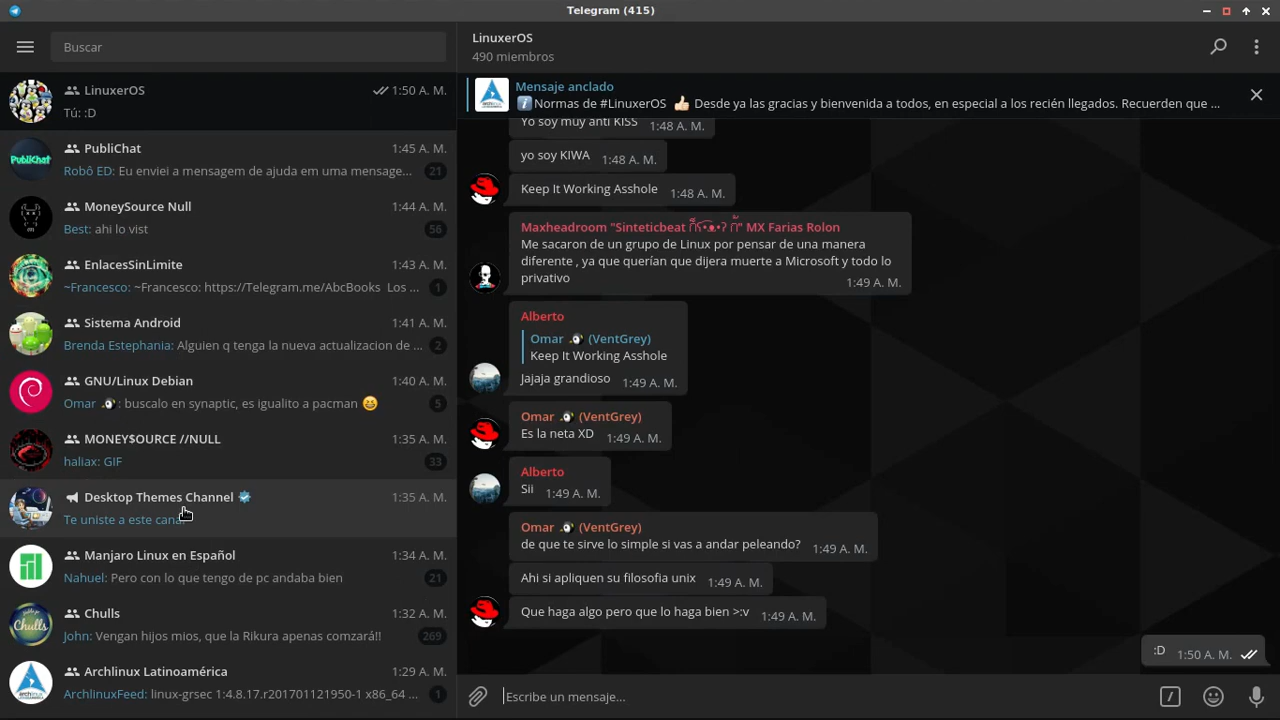 Telegram (415)
Buscar
LinuxerOS
1:50 A. M.
Tú: :D
PubliChat
1:45 A. M.
Robô ED: Eu enviei a mensagem de ajuda em uma mensage...
21
MoneySource Null
1:44 A. M.
Best: ahi lo vist
56
EnlacesSinLimite
1:43 A. M.
~Francesco: ~Francesco: https://Telegram.me/AbcBooks Los ...
1
Sistema Android
1:41 A. M.
Brenda Estephania: Alguien q tenga la nueva actualizacion de ...
2
GNU/Linux Debian
1:40 A. M.
Omar 🐧: buscalo en synaptic, es igualito a pacman 😆
5
MONEY$OURCE //NULL
1:35 A. M.
haliax: GIF
33
Desktop Themes Channel
1:35 A. M.
Te uniste a este canal
Manjaro Linux en Español
1:34 A. M.
Nahuel: Pero con lo que tengo de pc andaba bien
21
Chulls
1:32 A. M.
John: Vengan hijos mios, que la Rikura apenas comzará!!
269
Archlinux Latinoamérica
1:29 A. M.
ArchlinuxFeed: linux-grsec 1:4.8.17.r201701121950-1 x86_64 ...
1
LinuxerOS
490 miembros
Mensaje anclado
ℹ️Normas de #LinuxerOS 👍 Desde ya las gracias y bienvenida a todos, en especial a los recién llegados. Recuerden que ...
Yo soy muy anti KISS 1:48 A. M.
yo soy KIWA 1:48 A. M.
Keep It Working Asshole 1:48 A. M.
Maxheadroom "Sinteticbeat MX Farias Rolon
Me sacaron de un grupo de Linux por pensar de una manera
diferente , ya que querían que dijera muerte a Microsoft y todo lo
privativo 1:49 A. M.
Alberto
Omar 🐧 (VentGrey)
Keep It Working Asshole
Jajaja grandioso 1:49 A. M.
Omar 🐧 (VentGrey)
Es la neta XD 1:49 A. M.
Alberto
Sii 1:49 A. M.
Omar 🐧 (VentGrey)
de que te sirve lo simple si vas a andar peleando? 1:49 A. M.
Ahi si apliquen su filosofia unix 1:49 A. M.
Que haga algo pero que lo haga bien >:v 1:49 A. M.
:D 1:50 A. M.
Escribe un mensaje...